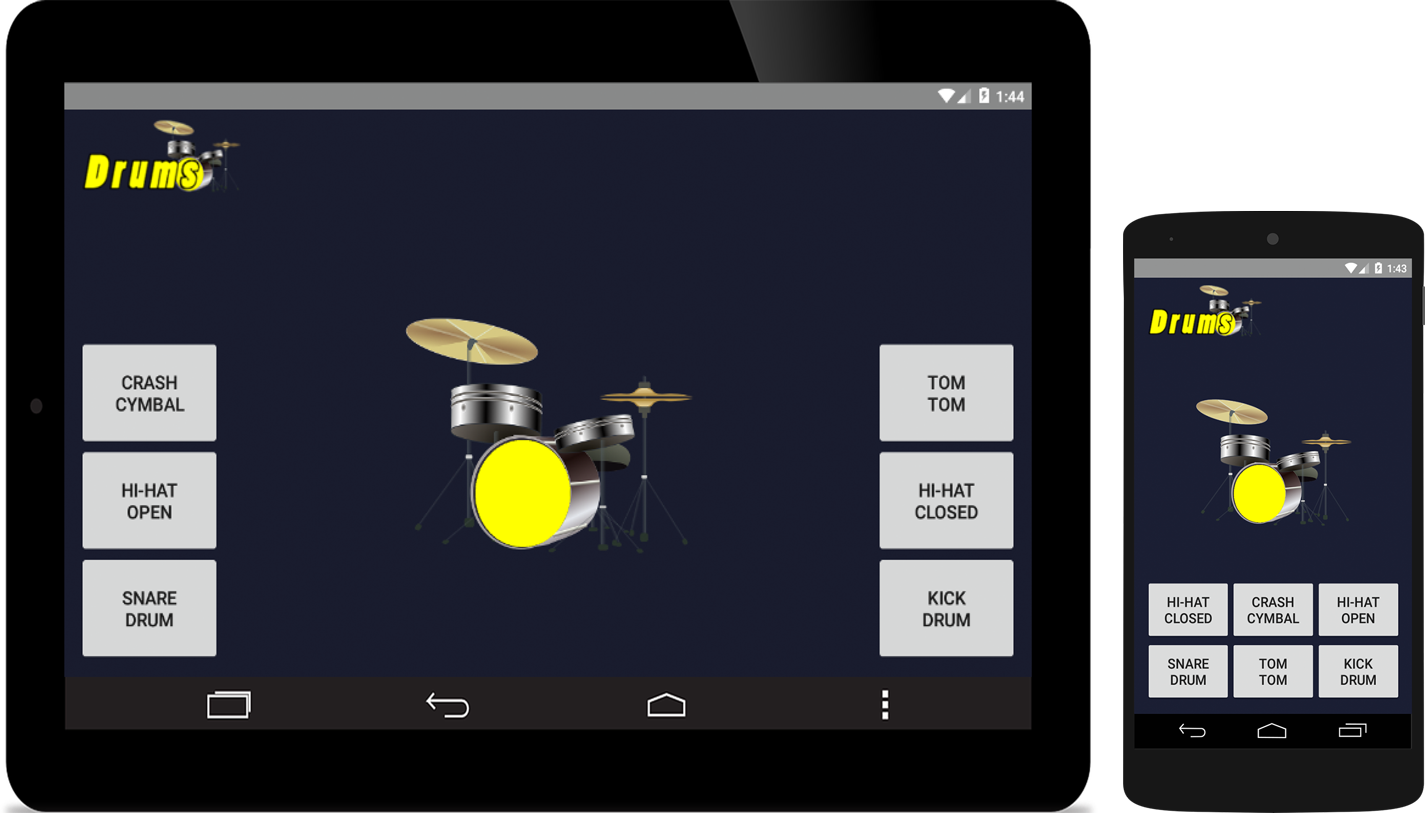 1:44
Drums
CRASH
CYMBAL
HI-HAT
OPEN
SNARE
DRUM
TOM
TOM
HI-HAT
CLOSED
KICK
DRUM
1:43
Drums
HI-HAT
CLOSED
CRASH
CYMBAL
HI-HAT
OPEN
SNARE
DRUM
TOM
TOM
KICK
DRUM